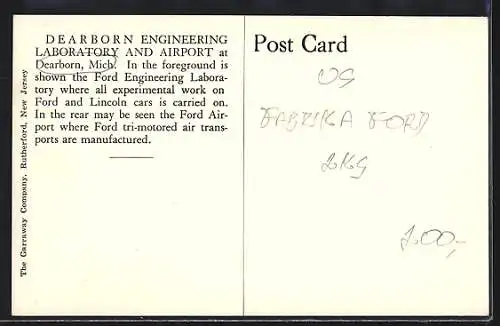 DEARBORN ENGINEERING
LABORATORY AND AIRPORT at
Dearborn, Mich. In the foreground is
shown the Ford Engineering Labora-
tory where all experimental work on
Ford and Lincoln cars is carried on.
In the rear may be seen the Ford Air-
port where Ford tri-motored air trans-
ports are manufactured.
The Garraway Company, Rutherford, New Jersey
Post Card
US
FABRIKA FORD